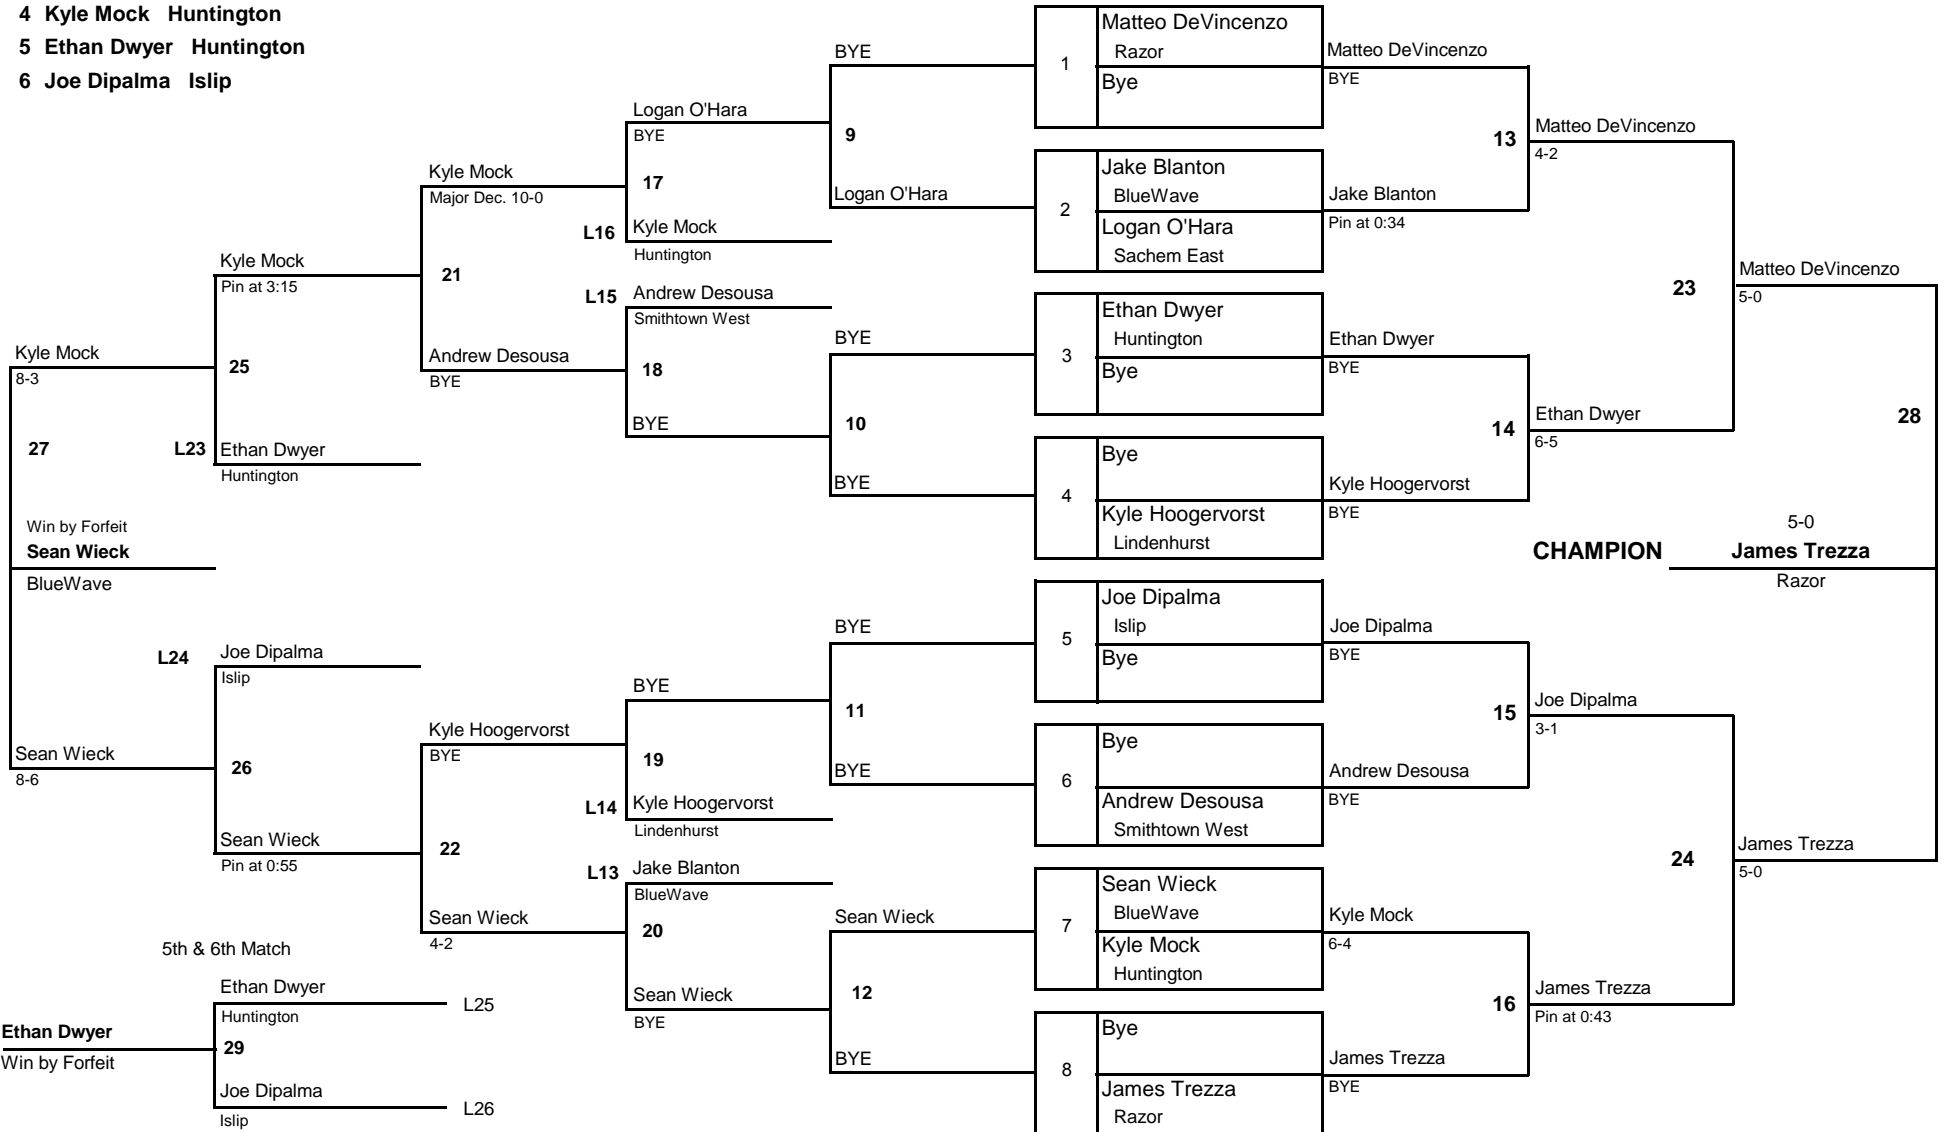 4 Kyle Mock Huntington
5 Ethan Dwyer Huntington
6 Joe Dipalma Islip
Kyle Mock
8-3
27
Win by Forfeit
Sean Wieck
BlueWave
Sean Wieck
8-6
5th & 6th Match
Ethan Dwyer
Win by Forfeit
Kyle Mock
Pin at 3:15
25
L23 Ethan Dwyer
Huntington
L24 Joe Dipalma
Islip
26
Sean Wieck
Pin at 0:55
Ethan Dwyer
L25
Huntington
29
Joe Dipalma
L26
Islip
Kyle Mock
Major Dec. 10-0
21
Andrew Desousa
BYE
Kyle Hoogervorst
BYE
22
Sean Wieck
4-2
Logan O'Hara
BYE
17
L16 Kyle Mock
Huntington
L15 Andrew Desousa
Smithtown West
18
BYE
BYE
19
L14 Kyle Hoogervorst
Lindenhurst
L13 Jake Blanton
BlueWave
20
Sean Wieck
BYE
BYE
9
Logan O'Hara
BYE
10
BYE
BYE
11
BYE
Sean Wieck
12
BYE
1
Matteo DeVincenzo
Razor
Bye
2
Jake Blanton
BlueWave
Logan O'Hara
Sachem East
3
Ethan Dwyer
Huntington
Bye
4
Bye
Kyle Hoogervorst
Lindenhurst
5
Joe Dipalma
Islip
Bye
6
Bye
Andrew Desousa
Smithtown West
7
Sean Wieck
BlueWave
Kyle Mock
Huntington
8
Bye
James Trezza
Razor
Matteo DeVincenzo
BYE
13
Jake Blanton
Pin at 0:34
Ethan Dwyer
BYE
14
Kyle Hoogervorst
BYE
Joe Dipalma
BYE
15
Andrew Desousa
BYE
Kyle Mock
6-4
16
James Trezza
BYE
Matteo DeVincenzo
4-2
23
Ethan Dwyer
6-5
Joe Dipalma
3-1
24
James Trezza
Pin at 0:43
Matteo DeVincenzo
5-0
28
5-0
CHAMPION James Trezza
Razor
James Trezza
5-0